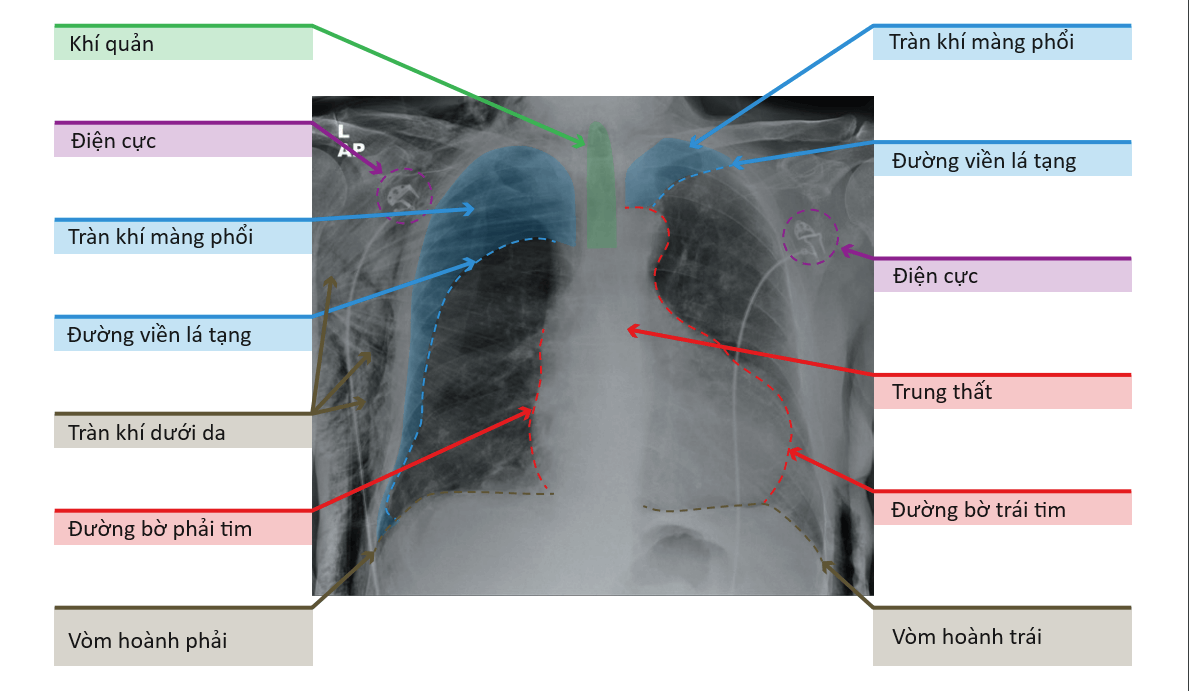 Khí quản
Điện cực
Tràn khí màng phổi
Đường viền lá tạng
Tràn khí dưới da
Đường bờ phải tim
Vòm hoành phải
L
AP
Tràn khí màng phổi
Đường viền lá tạng
Điện cực
Trung thất
Đường bờ trái tim
Vòm hoành trái